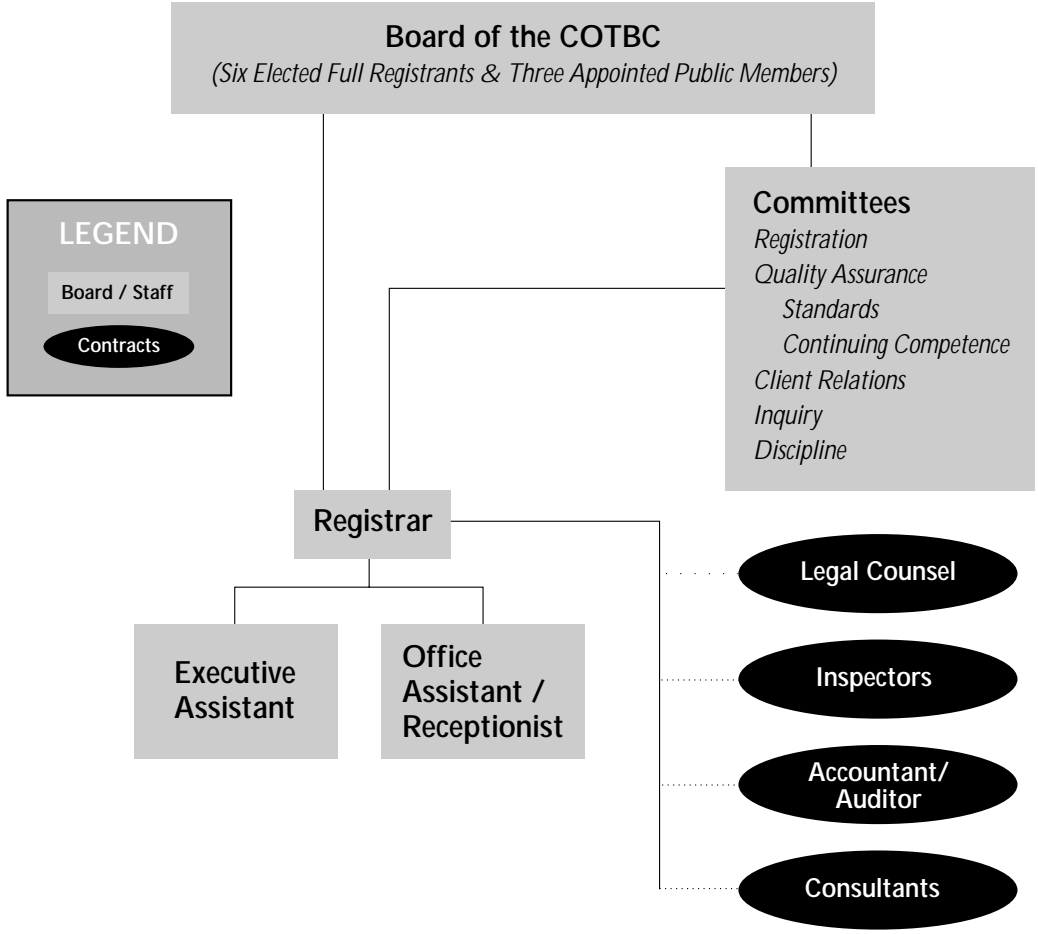 Board of the COTBC
(Six Elected Full Registrants & Three Appointed Public Members)
LEGEND
Board / Staff
Contracts
Committees
Registration
Quality Assurance
Standards
Continuing Competence
Client Relations
Inquiry
Discipline
Registrar
Executive
Assistant
Office
Assistant /
Receptionist
Legal Counsel
Inspectors
Accountant/
Auditor
Consultants